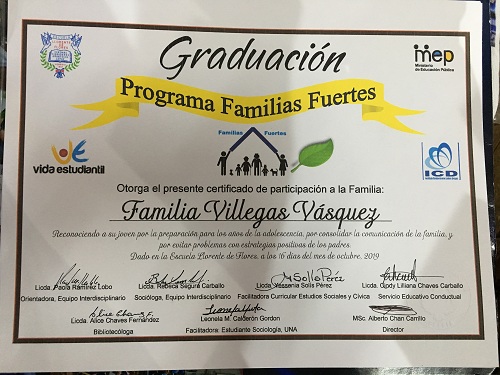 Graduación
mep
Ministerio
de Educación Pública
Programa Familias Fuertes
Familias Fuertes
vida estudiantil
ICD
Otorga el presente certificado de participación a la Familia:
Familia Villegas Vásquez
Reconociendo a su joven por la preparación para los años de la adolescencia, por consolidar la comunicación de la familia, y
por evitar problemas con estrategias positivas de los padres
Dado en la Escuela Llorente de Flores, a los 16 días del mes de octubre, 2019
Licda. Paola Ramírez Lobo
Licda. Rebeca Segura Carballo
Licda. Yessenia Solís Pérez
Licda. Liliana Chaves Carballo
Orientadora, Equipo Interdisciplinario
Socióloga, Equipo Interdisciplinario
Facilitadora Curricular Estudios Sociales y Cívica
Servicio Educativo Conductual
Licda. Alice Chaves Fernández
Leonela M. Calderón Gordon
MSc. Alberto Chan Carrillo
Bibliotecóloga
Facilitadora: Estudiante Sociología, UNA
Director